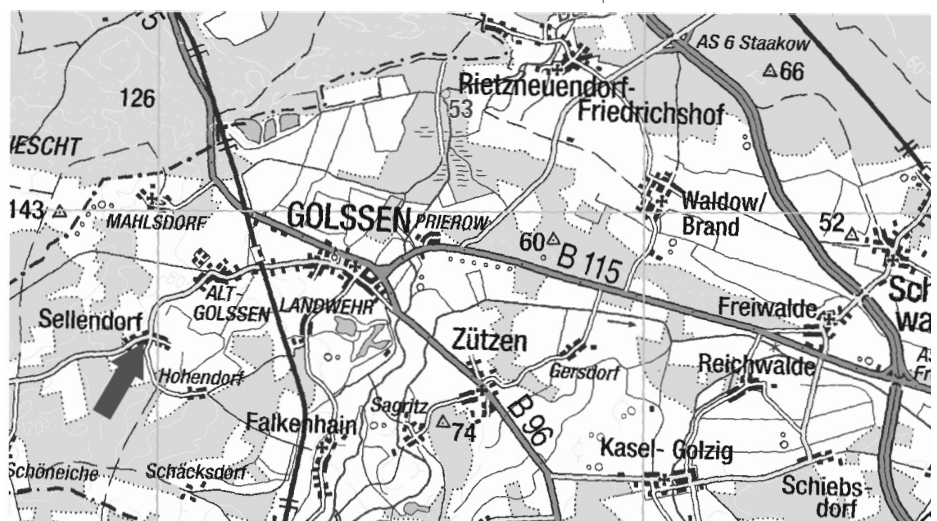 AS 6 Staakow
66
Rietzneuendorf-
Friedrichshof
126
53
IESCHT
143
MAHLSDORF
GOLSSEN
PRIEROW
Waldow/
Brand
52
60
B 115
ALT-
GOLSSEN
LANDWEHR
Sch
wa
Freiwalde
Sellendorf
Zützen
Reichwalde
Hohendorf
Gersdorf
Sagritz
B 96
Falkenhain
74
Kasel- Golzig
Schöneiche
Schäcksdorf
Schiebs-
dorf